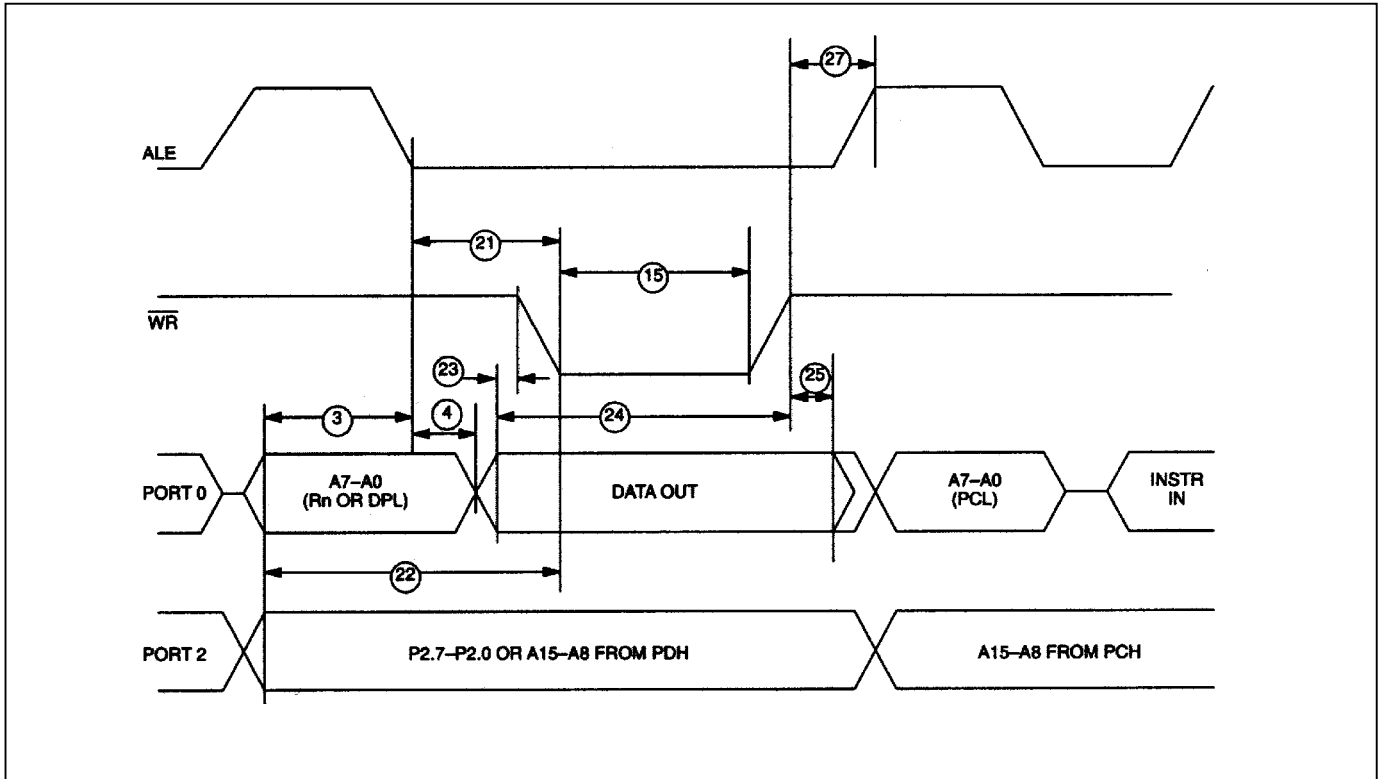 27
ALE
21
15
WR
23
25
3
4
24
PORT 0
A7–A0
(Rn OR DPL)
DATA OUT
A7–A0
(PCL)
INSTR
IN
22
PORT 2
P2.7–P2.0 OR A15–A8 FROM PDH
A15–A8 FROM PCH